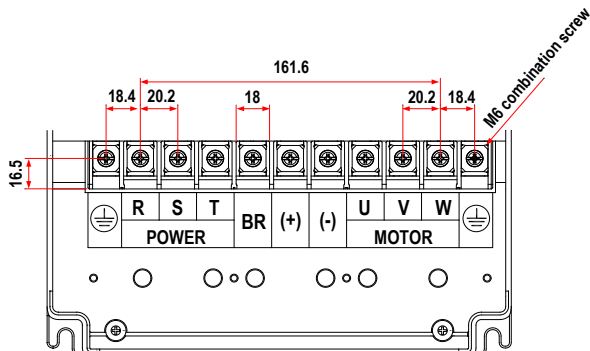 161.6
18.4 20.2 18 20.2 18.4
M6 combination screw
16.5
R S T BR (+) (-) U V W
POWER MOTOR